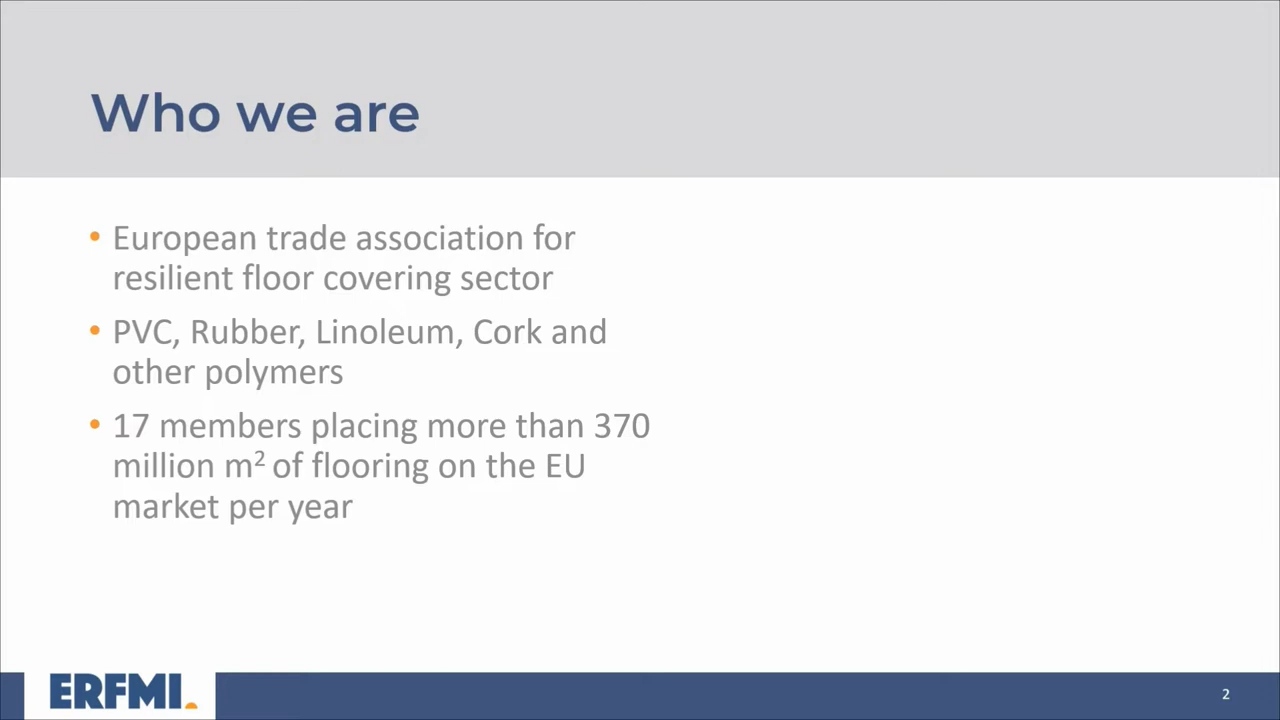 Who we are
• European trade association for
resilient floor covering sector
• PVC, Rubber, Linoleum, Cork and
other polymers
• 17 members placing more than 370
million m² of flooring on the EU
market per year
ERFMI.
2